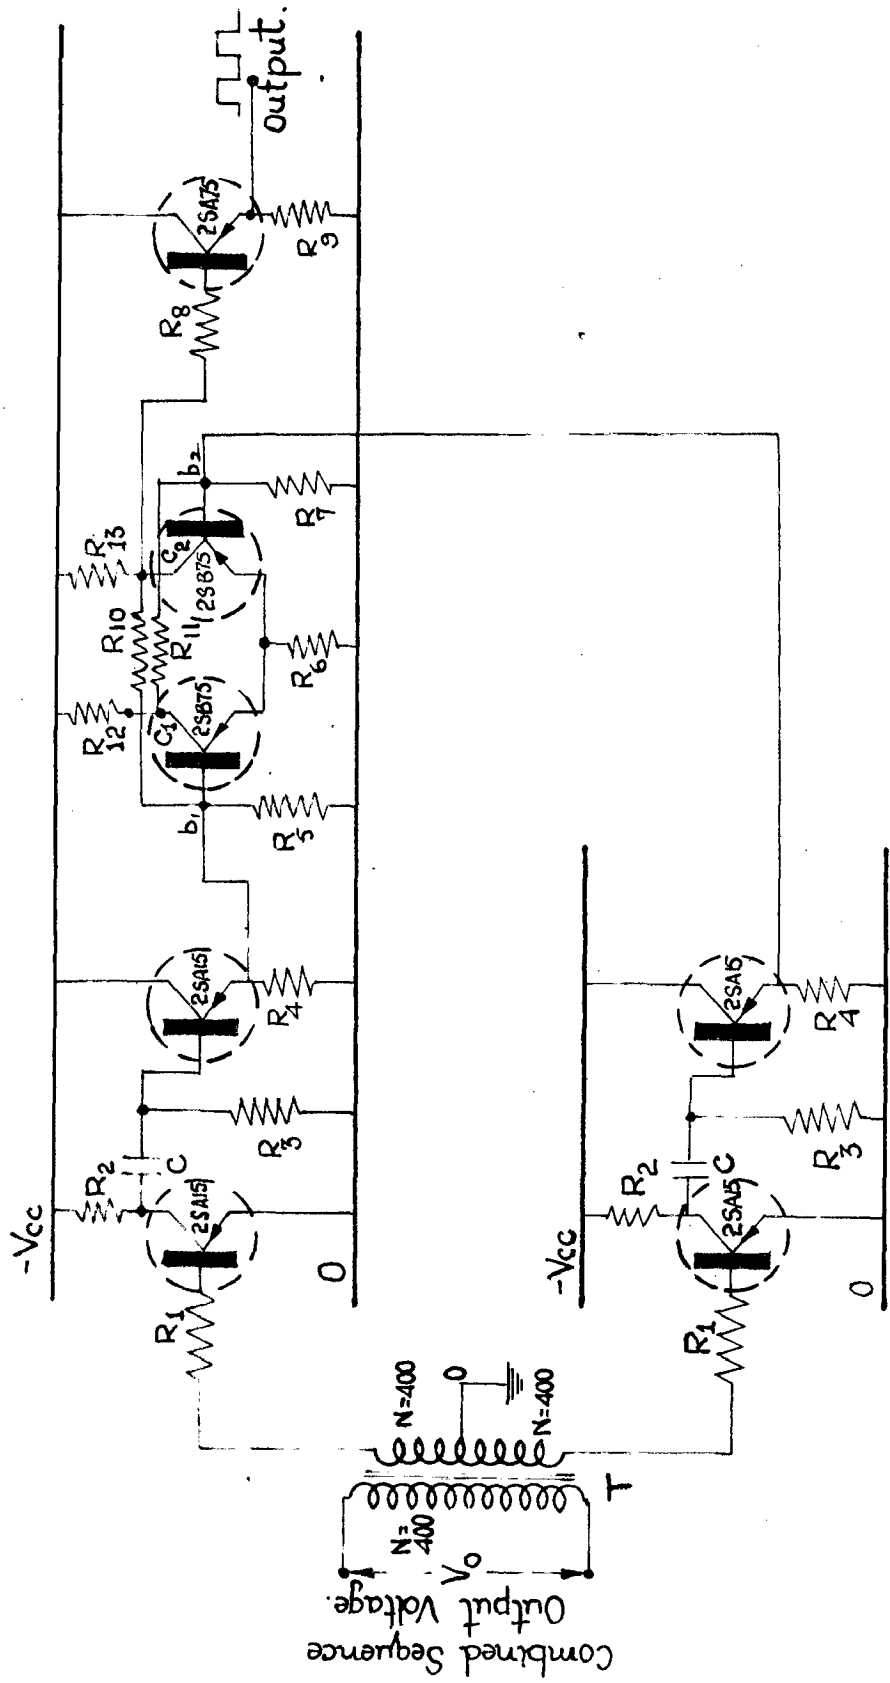 Combined Sequence
Output Voltage.
V0
N=
400
T
N=400
0
N=400
-Vcc
0
R1
R2
C
2SA15
R3
2SA15
R4
b1
R5
R12
C1
2SB75
R10
R11
R6
R13
C2
2SB75
b2
R7
R8
2SA75
R9
output.
-Vcc
0
R1
R2
C
2SA15
R3
2SA15
R4